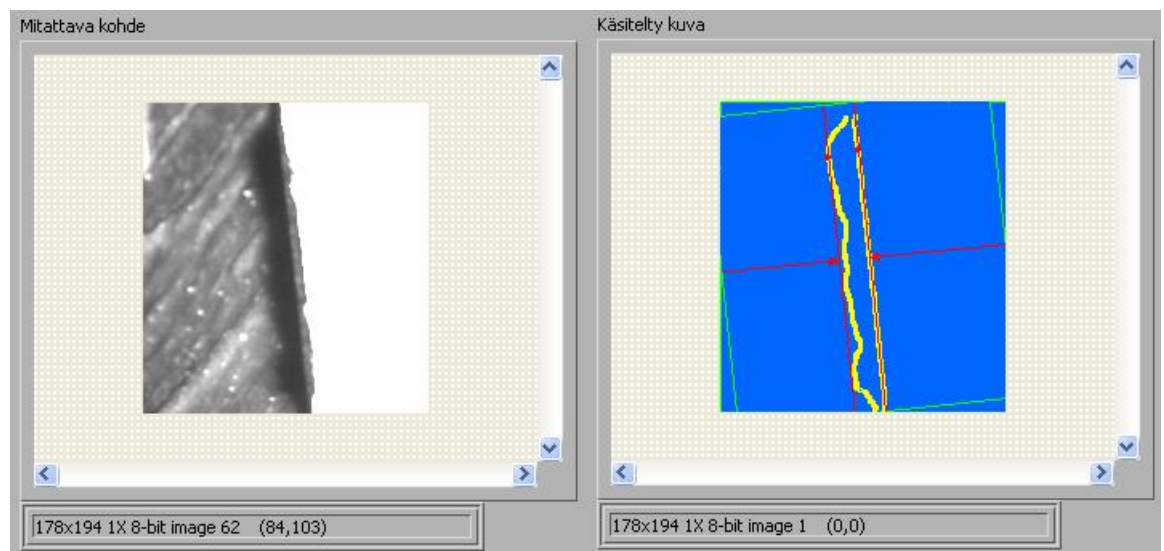 Mitattava kohde
Käsitelty kuva
178x194 1X 8-bit image 62 (84,103)
178x194 1X 8-bit image 1 (0,0)